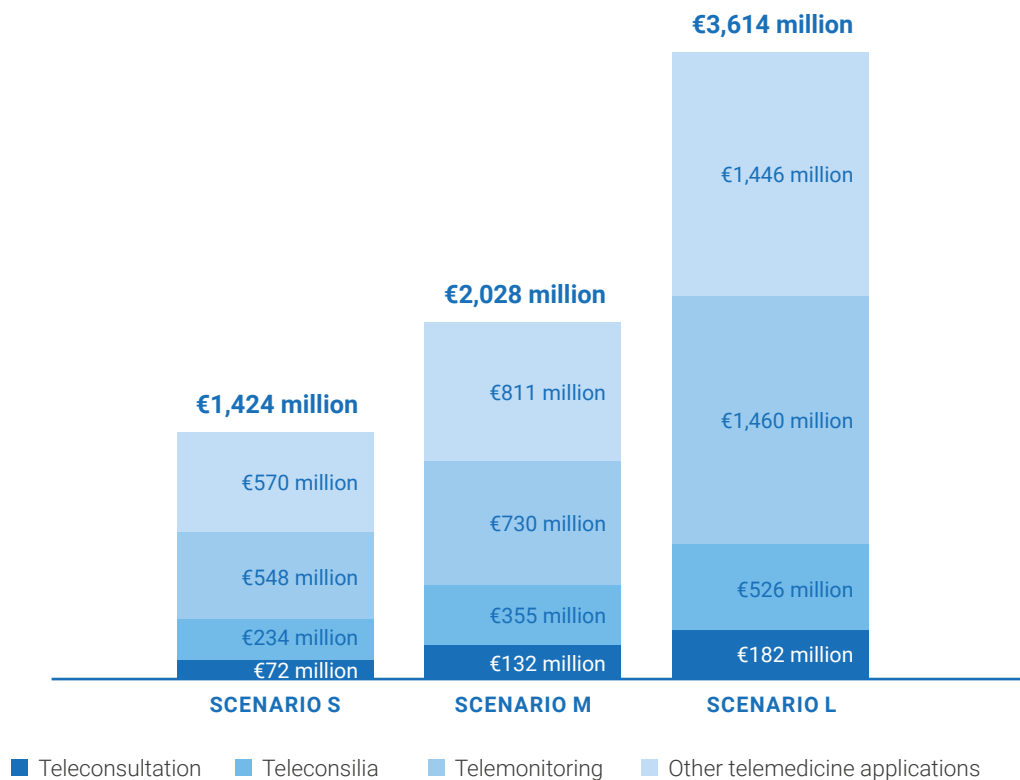 €3,614 million
€1,446 million
€2,028 million
€811 million
€1,424 million
€1,460 million
€570 million
€730 million
€548 million
€526 million
€355 million
€234 million
€182 million
€132 million
€72 million
SCENARIO S SCENARIO M SCENARIO L
Teleconsultation Teleconsilia Telemonitoring Other telemedicine applications